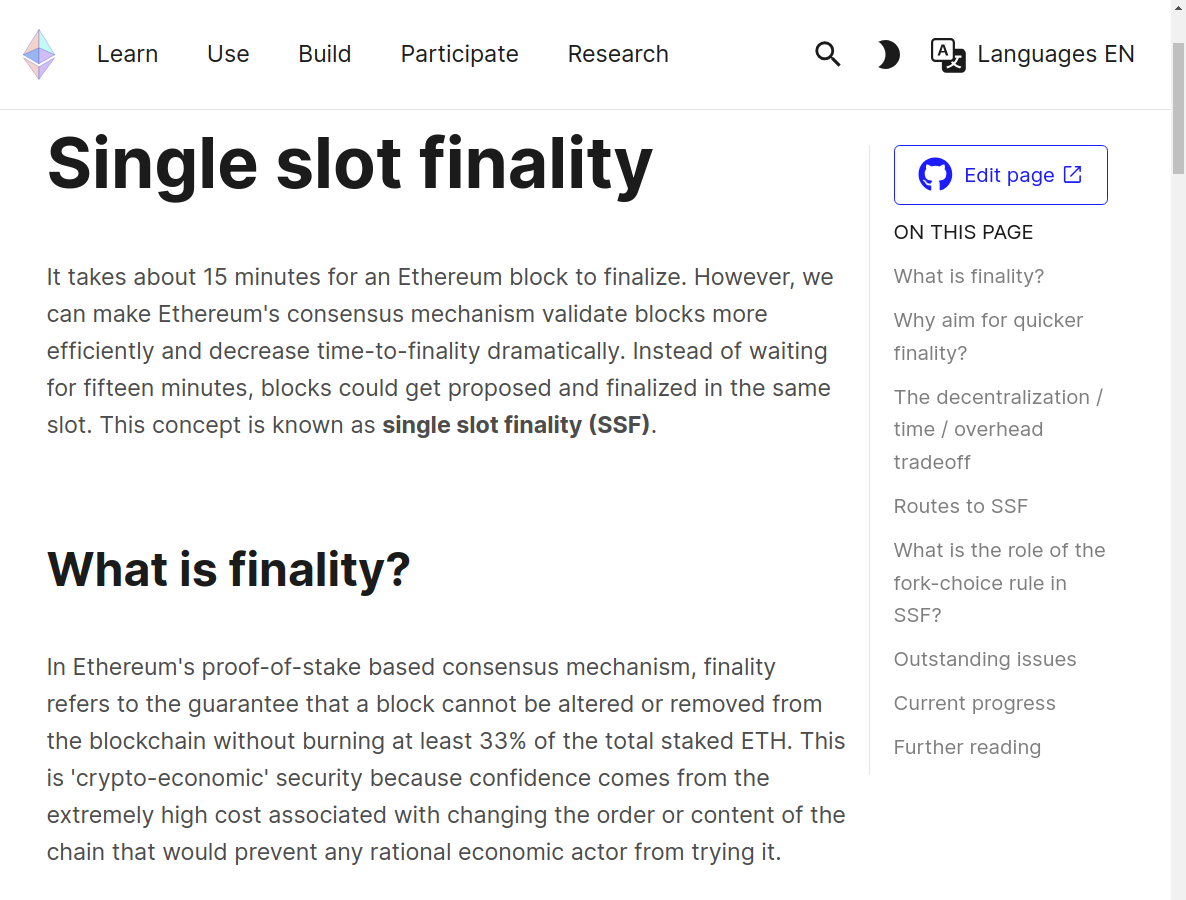 Learn Use Build Participate Research Languages EN
Single slot finality
It takes about 15 minutes for an Ethereum block to finalize. However, we
can make Ethereum's consensus mechanism validate blocks more
efficiently and decrease time-to-finality dramatically. Instead of waiting
for fifteen minutes, blocks could get proposed and finalized in the same
slot. This concept is known as single slot finality (SSF).
What is finality?
In Ethereum's proof-of-stake based consensus mechanism, finality
refers to the guarantee that a block cannot be altered or removed from
the blockchain without burning at least 33% of the total staked ETH. This
is 'crypto-economic' security because confidence comes from the
extremely high cost associated with changing the order or content of the
chain that would prevent any rational economic actor from trying it.
Edit page
ON THIS PAGE
What is finality?
Why aim for quicker
finality?
The decentralization /
time / overhead
tradeoff
Routes to SSF
What is the role of the
fork-choice rule in
SSF?
Outstanding issues
Current progress
Further reading